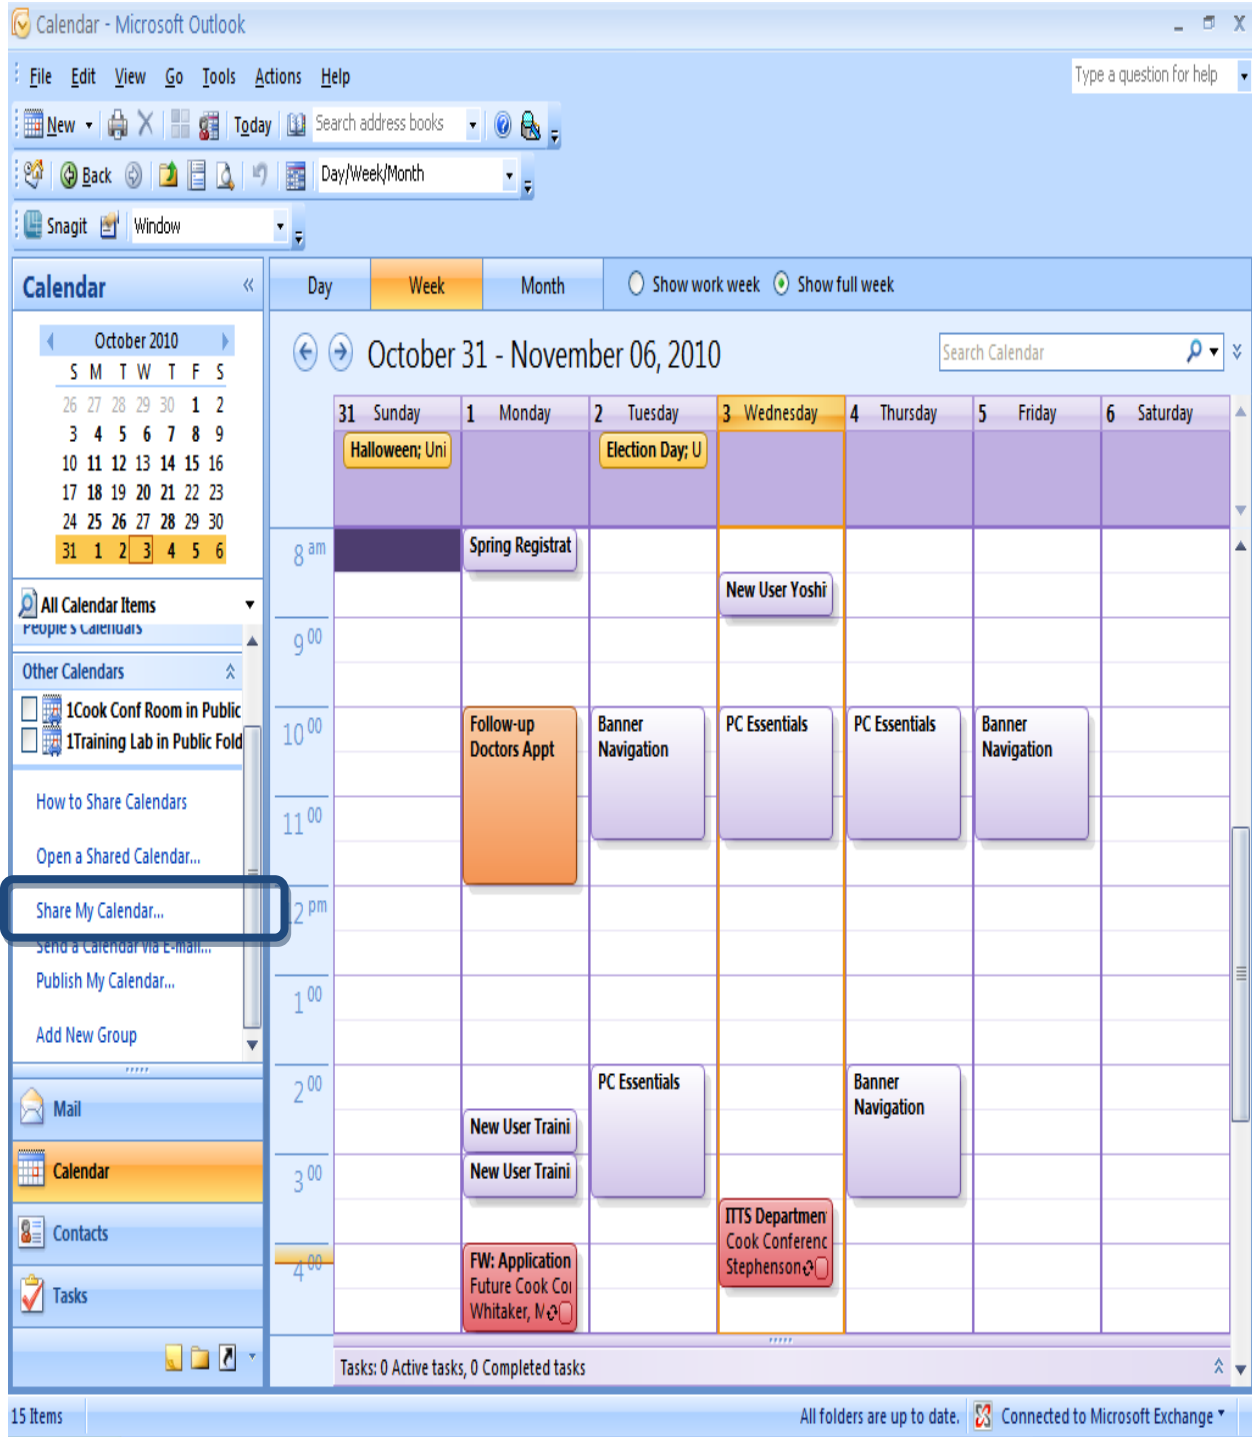 Calendar - Microsoft Outlook
File Edit View Go Tools Actions Help
Type a question for help
New Today Search address books
Back Day/Week/Month
Snagit Window
Calendar «
Day Week Month Show work week Show full week
October 2010
S M T W T F S
26 27 28 29 30 1 2
3 4 5 6 7 8 9
10 11 12 13 14 15 16
17 18 19 20 21 22 23
24 25 26 27 28 29 30
31 1 2 3 4 5 6
All Calendar Items
People's Calendars
Other Calendars
1Cook Conf Room in Public
1Training Lab in Public Fold
How to Share Calendars
Open a Shared Calendar...
Share My Calendar...
Send a Calendar via E-mail...
Publish My Calendar...
Add New Group
Mail
Calendar
Contacts
Tasks
October 31 - November 06, 2010
Search Calendar
31 Sunday 1 Monday 2 Tuesday 3 Wednesday 4 Thursday 5 Friday 6 Saturday
Halloween; Uni Election Day; U
8 am
Spring Registrat
New User Yoshi
9 00
10 00
Follow-up
Doctors Appt
Banner
Navigation
PC Essentials
PC Essentials
Banner
Navigation
11 00
12 pm
1 00
2 00
PC Essentials
Banner
Navigation
New User Traini
3 00
New User Traini
ITTS Departmen
Cook Conferenc
Stephenson
4 00
FW: Application
Future Cook Co
Whitaker, M
Tasks: 0 Active tasks, 0 Completed tasks
15 Items All folders are up to date. Connected to Microsoft Exchange